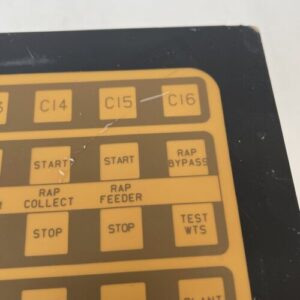 C14 C15 C16
START START RAP
BYPASS
RAP RAP
COLLECT FEEDER
STOP STOP TEST
WTS